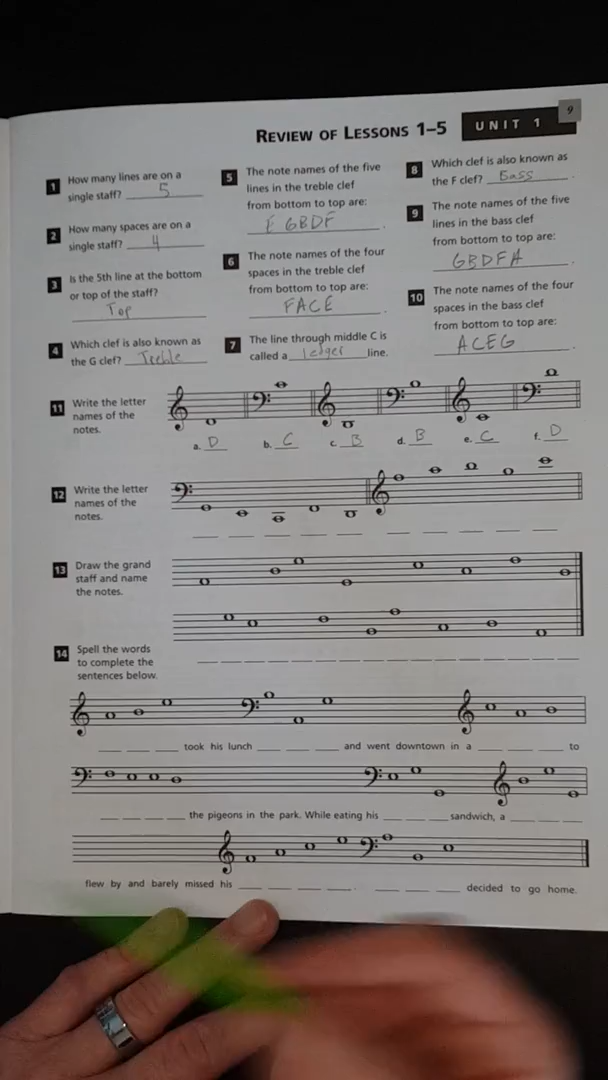 9
REVIEW OF LESSONS 1–5 UNIT 1
1 How many lines are on a
single staff? 5
2 How many spaces are on a
single staff? 4
3 Is the 5th line at the bottom
or top of the staff?
Top
4 Which clef is also known as
the G clef? Treble
5 The note names of the five
lines in the treble clef
from bottom to top are:
EGBDF.
6 The note names of the four
spaces in the treble clef
from bottom to top are:
FACE.
7 The line through middle C is
called a ledger line.
8 Which clef is also known as
the F clef? Bass.
9 The note names of the five
lines in the bass clef
from bottom to top are:
GBDFA.
10 The note names of the four
spaces in the bass clef
from bottom to top are:
ACEG.
11 Write the letter
names of the
notes.
a. D b. C c. B d. B e. C f. D
12 Write the letter
names of the
notes.
13 Draw the grand
staff and name
the notes.
14 Spell the words
to complete the
sentences below.
took his lunch and went downtown in a to
the pigeons in the park. While eating his sandwich, a
flew by and barely missed his . decided to go home.